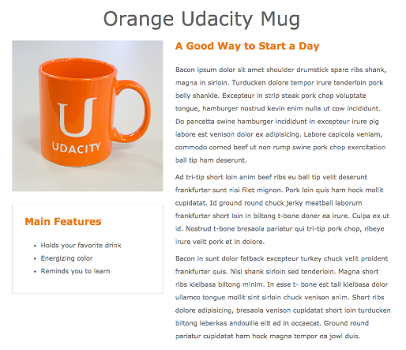 Orange Udacity Mug
U
UDACITY
Main Features
Holds your favorite drink
Energizing color
Reminds you to learn
A Good Way to Start a Day
Bacon ipsum dolor sit amet shoulder drumstick spare ribs shank,
magna in sirloin. Turducken dolore tempor irure tenderloin pork
belly shankle. Excepteur in strip steak pork chop voluptate
tongue, hamburger nostrud kevin enim nulla ut cow incididunt.
Do pancetta swine hamburger incididunt in excepteur irure pig
labore est venison dolor ex adipisicing. Labore capicola veniam,
commodo corned beef ut non rump swine pork chop exercitation
ball tip ham deserunt.
Ad tri-tip short loin anim beef ribs eu ball tip velit deserunt
frankfurter sunt nisi filet mignon. Pork loin quis ham hock mollit
cupidatat. Id ground round chuck jerky meatball laborum
frankfurter short loin in biltong t-bone doner ea irure. Culpa ex ut
id. Nostrud t-bone bresaola pariatur qui tri-tip pork chop, ribeye
irure velit pork et in dolore.
Bacon in sunt dolor fatback excepteur turkey chuck velit proident
frankfurter quis. Nisi shank sirloin sed tenderloin. Magna short
ribs kielbasa biltong minim. In esse t- bone est tail kielbasa dolor
ullamco tongue mollit sint sirloin chuck venison anim. Short ribs
dolore adipisicing, bresaola venison cupidatat short loin turducken
biltong leberkas andouille elit ad in occaecat. Ground round
pariatur cupidatat ham hock magna tempor ea jowl duis.